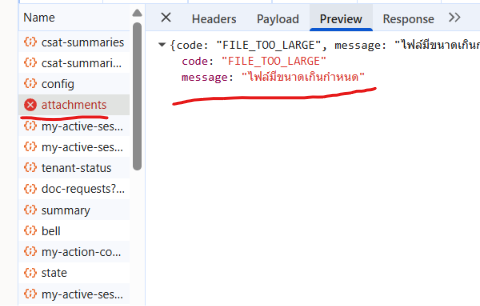 Name
Headers Payload Preview Response
csat-summaries
csat-summari...
config
attachments
my-active-ses...
my-active-ses...
tenant-status
doc-requests?...
summary
bell
my-action-co...
state
my-active-ses...
{code: "FILE_TOO_LARGE", message: "ไฟล์มีขนาดเกินก
code: "FILE_TOO_LARGE"
message: "ไฟล์มีขนาดเกินกำหนด"